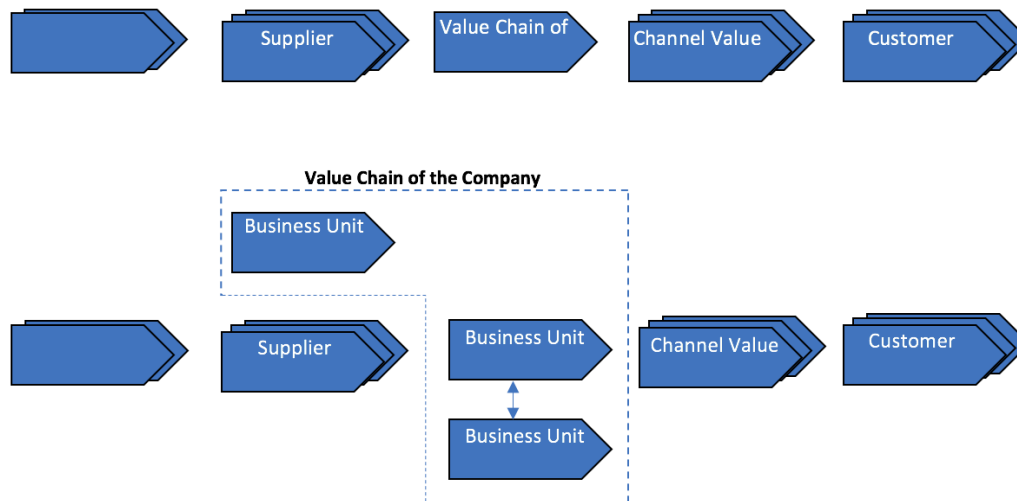 Supplier
Value Chain of
Channel Value
Customer
Value Chain of the Company
Business Unit
Supplier
Business Unit
Channel Value
Customer
Business Unit